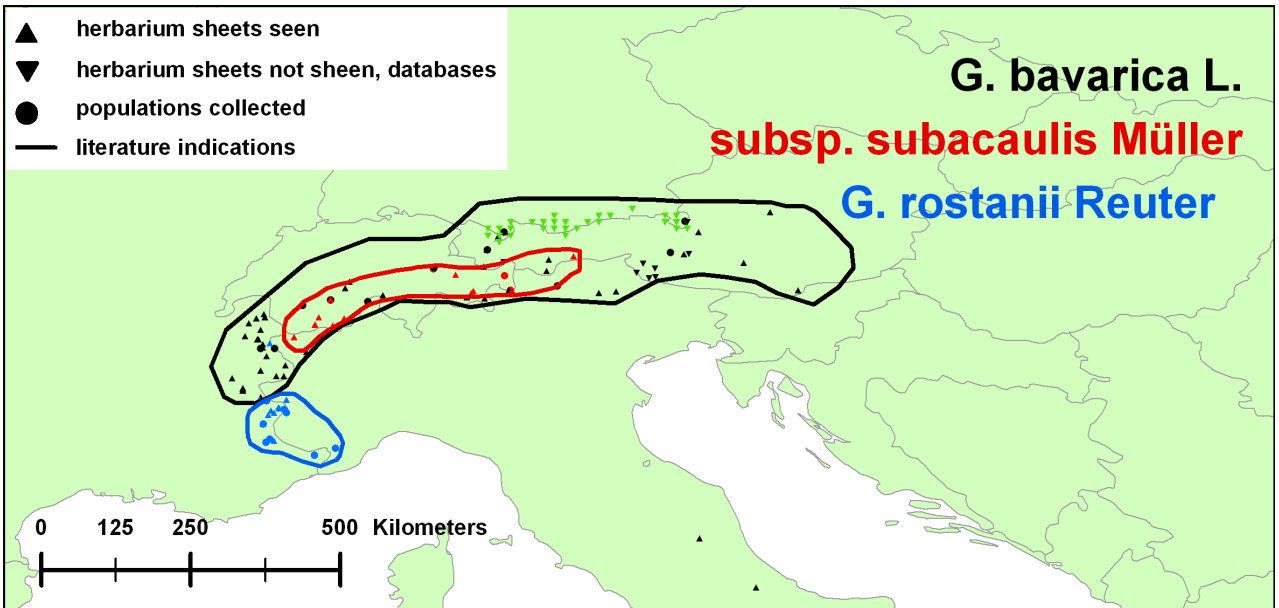 herbarium sheets seen
herbarium sheets not sheen, databases
populations collected
literature indications
G. bavarica L.
subsp. subacaulis Müller
G. rostanii Reuter
0 125 250 500 Kilometers